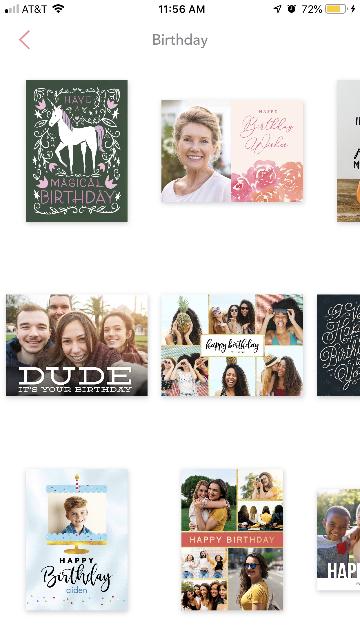 AT&T
11:56 AM
72%
Birthday
HAVE A
MAGICAL
BIRTHDAY
HAPPY
Birthday
Wishes
DUDE
IT'S YOUR BIRTHDAY
happy birthday
HAPPY
Birthday
aiden
HAPPY BIRTHDAY
HAP